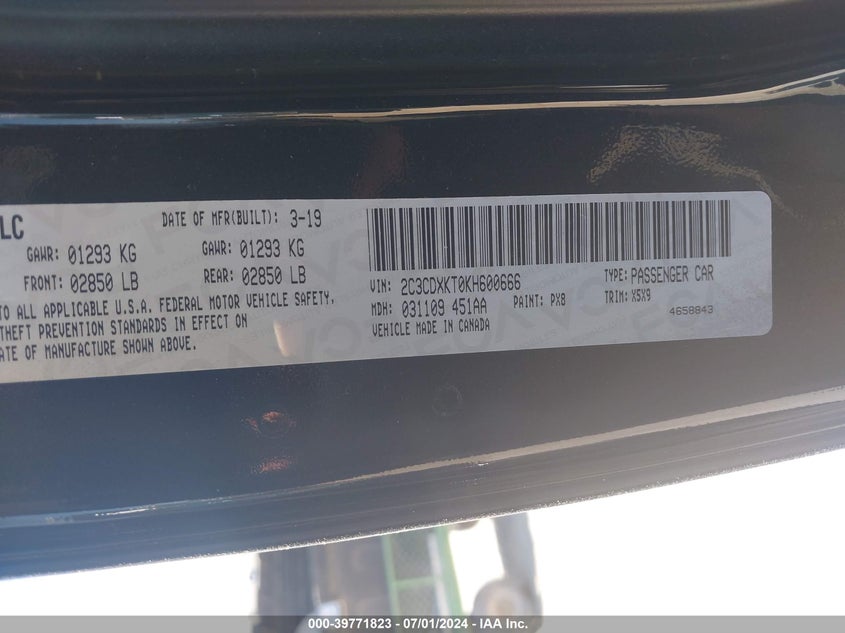 LC
DATE OF MFR(BUILT): 3-19
GAWR: 01293 KG GAWR: 01293 KG
FRONT: 02850 LB REAR: 02850 LB
TO ALL APPLICABLE U.S.A. FEDERAL MOTOR VEHICLE SAFETY,
THEFT PREVENTION STANDARDS IN EFFECT ON
ATE OF MANUFACTURE SHOWN ABOVE.
VIN: 2C3CDXKT0KH600666 TYPE: PASSENGER CAR
MDH: 031109 451AA PAINT: PX8 TRIM: X5X9
VEHICLE MADE IN CANADA 4658843
000-39771823 - 07/01/2024 - IAA Inc.